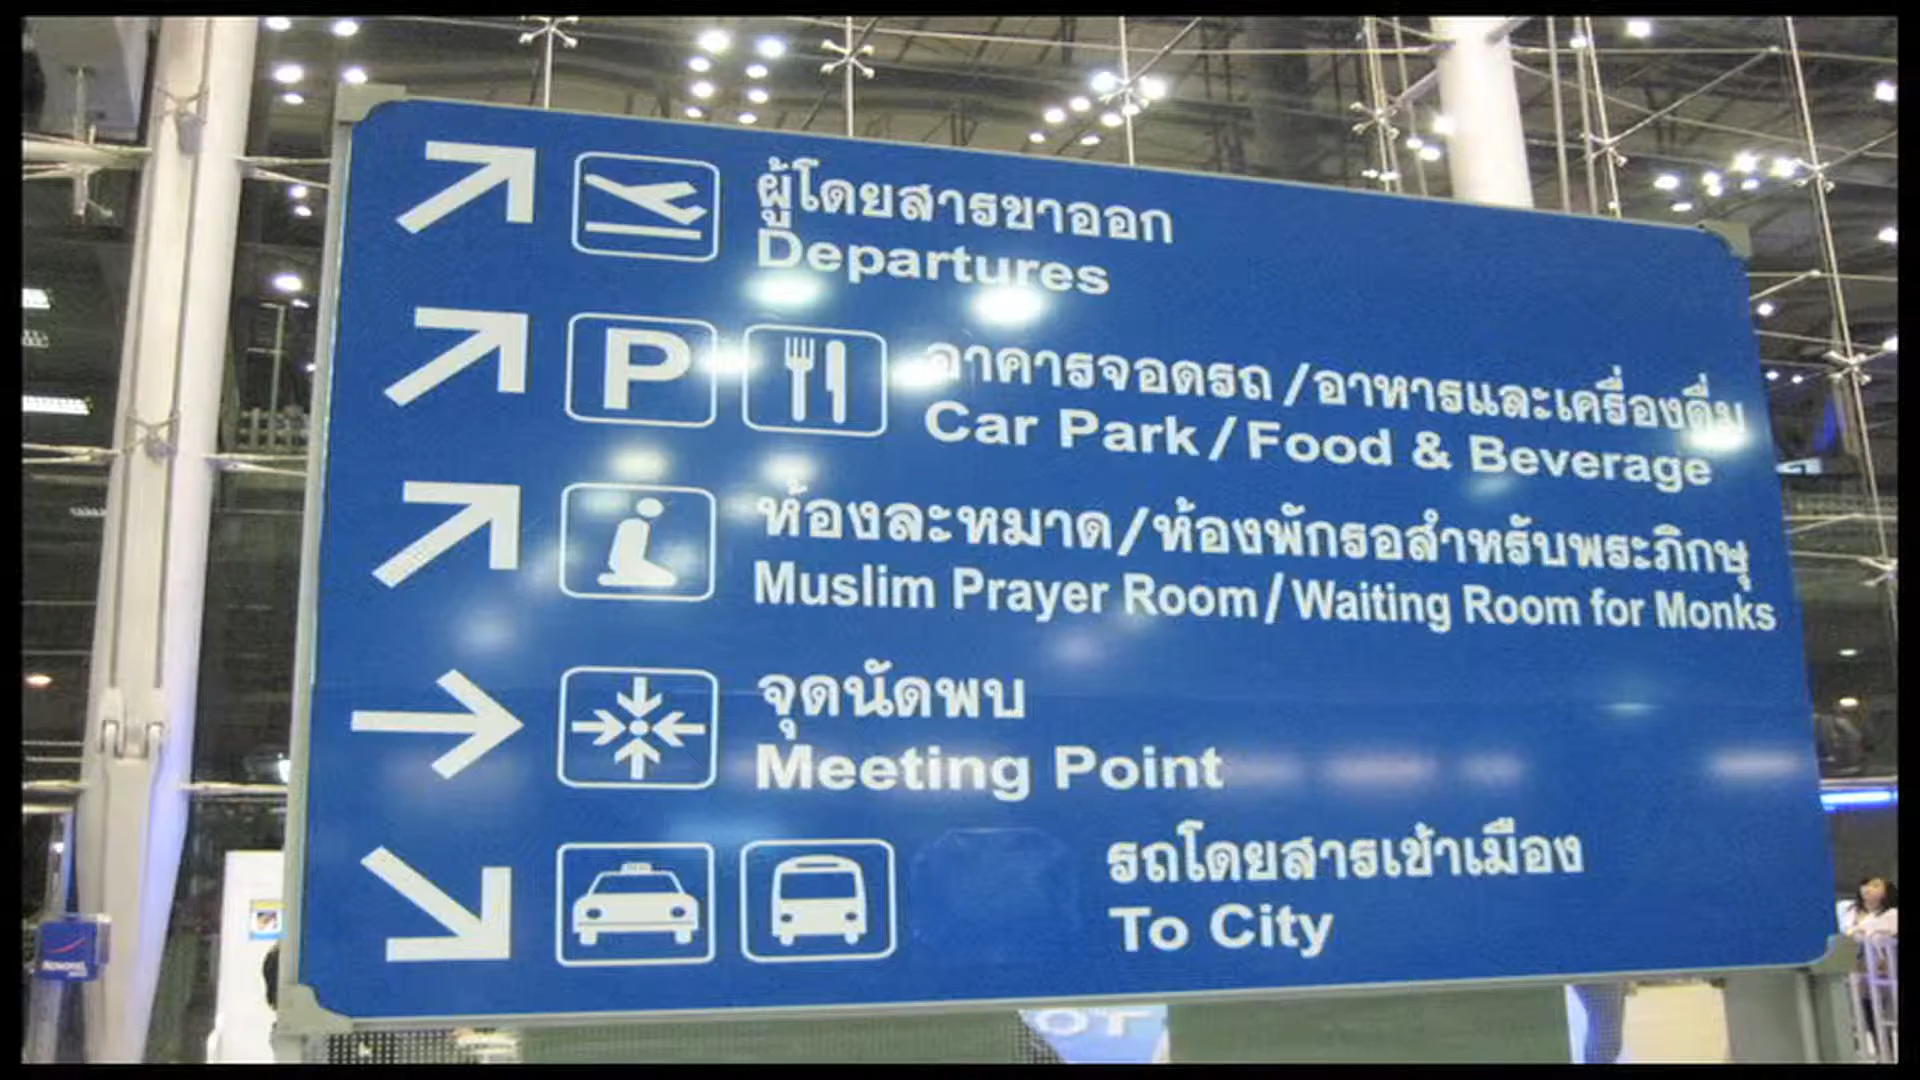 ผู้โดยสารขาออก
Departures
P
อาคารจอดรถ/อาหารและเครื่องดื่ม
Car Park/Food & Beverage
ห้องละหมาด/ห้องพักรอสำหรับพระภิกษุ
Muslim Prayer Room/Waiting Room for Monks
จุดนัดพบ
Meeting Point
รถโดยสารเข้าเมือง
To City
NOVOTEL